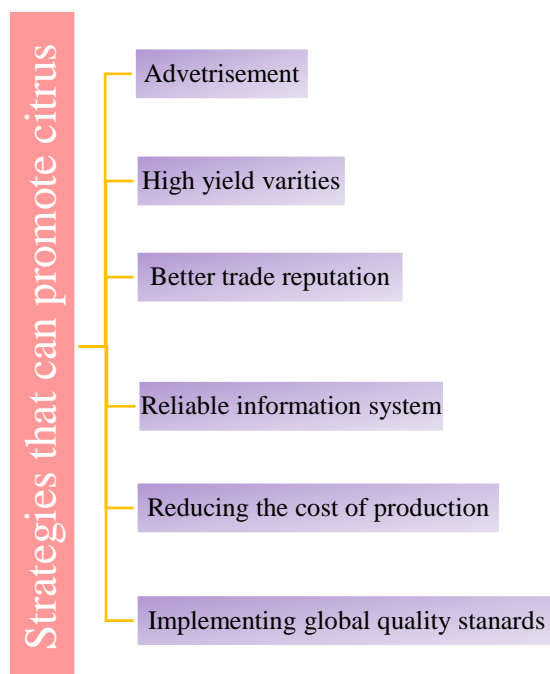 Strategies that can promote citrus
Advetrisement
High yield varities
Better trade reputation
Reliable information system
Reducing the cost of production
Implementing global quality stanards